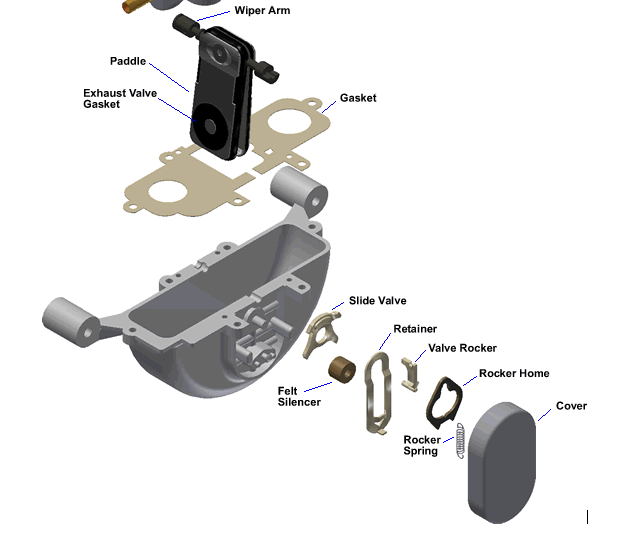 Wiper Arm
Paddle
Exhaust Valve
Gasket
Gasket
Slide Valve
Retainer
Valve Rocker
Rocker Home
Felt
Silencer
Cover
Rocker
Spring